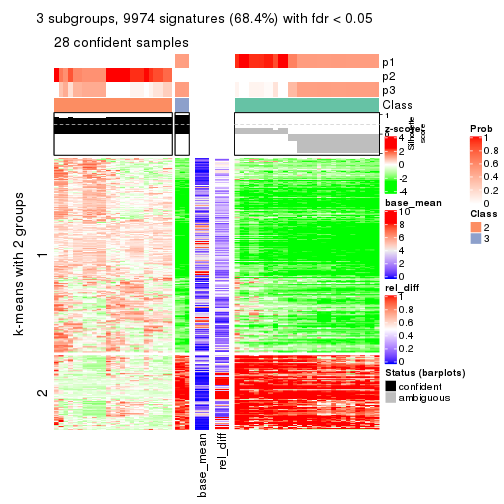 3 subgroups, 9974 signatures (68.4%) with fdr < 0.05
28 confident samples
p1
p2
p3
Class
1
0
Silhouette
score
k-means with 2 groups
1
2
base_mean
rel_diff
z-score
4
2
0
-2
-4
base_mean
10
8
6
4
2
0
rel_diff
1
0.8
0.6
0.4
0.2
0
Status (barplots)
confident
ambiguous
Prob
1
0.8
0.6
0.4
0.2
0
Class
2
3